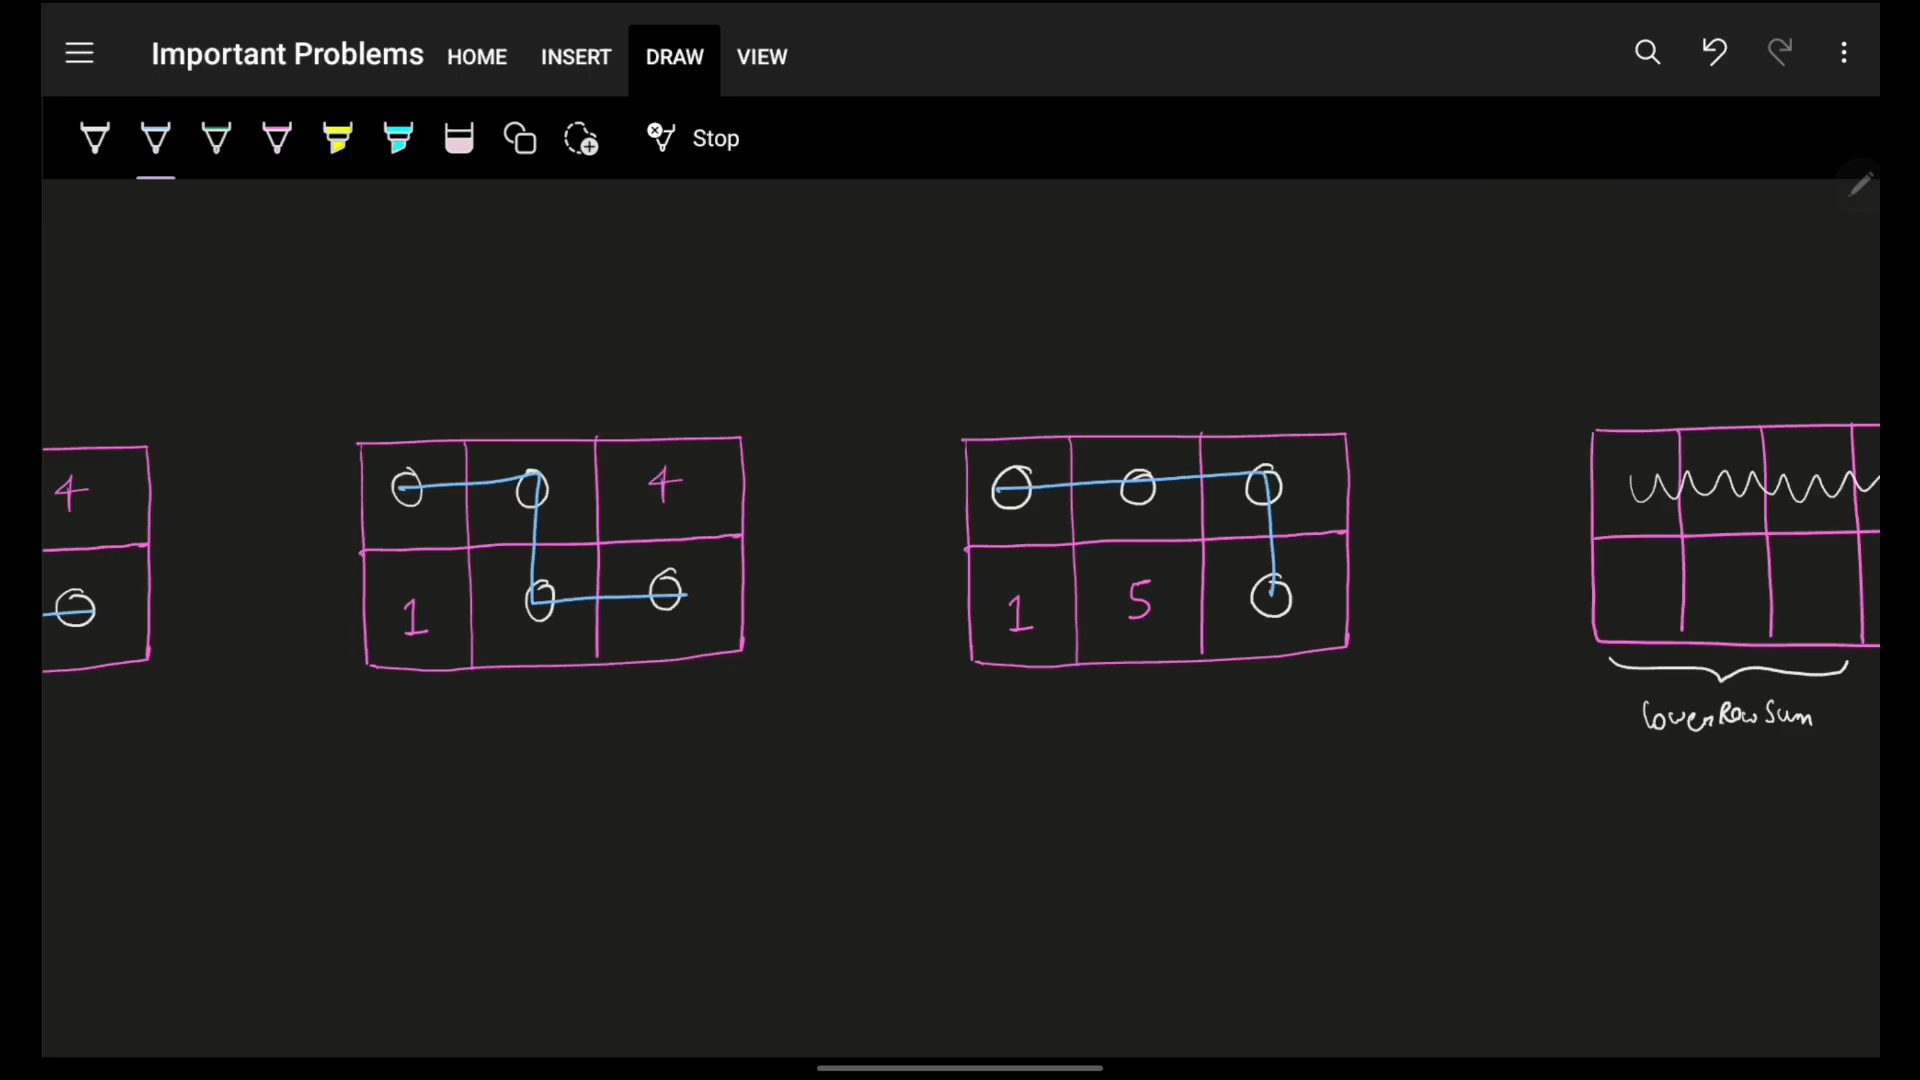 Important Problems HOME INSERT DRAW VIEW
Stop
4
0
0 0 4
1 0 0
0 0 0
1 5 0
lowerRowSum